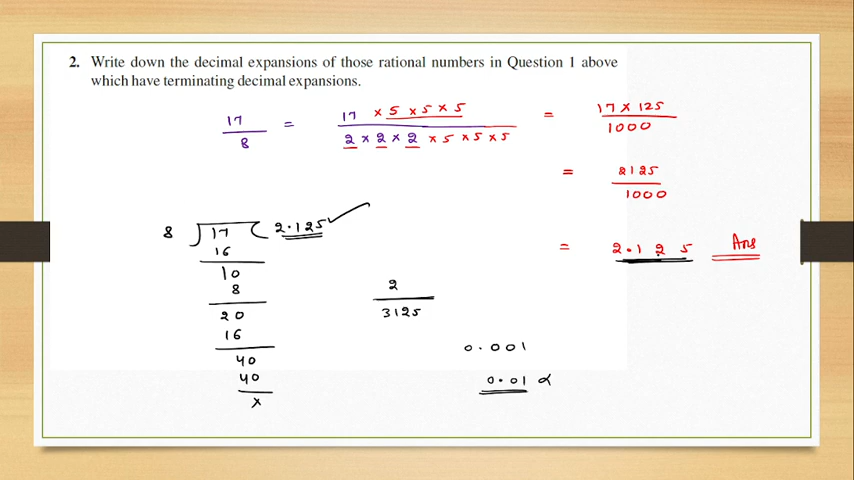 2. Write down the decimal expansions of those rational numbers in Question 1 above
which have terminating decimal expansions.
17/8 = 17 × 5 × 5 × 5 / 2 × 2 × 2 × 5 × 5 × 5 = 17 × 125 / 1000
= 2125 / 1000
= 2.125 Ans
8 ) 17 ( 2.125
16
10
8
20
16
40
40
x
2 / 3125
0.001
0.01 α